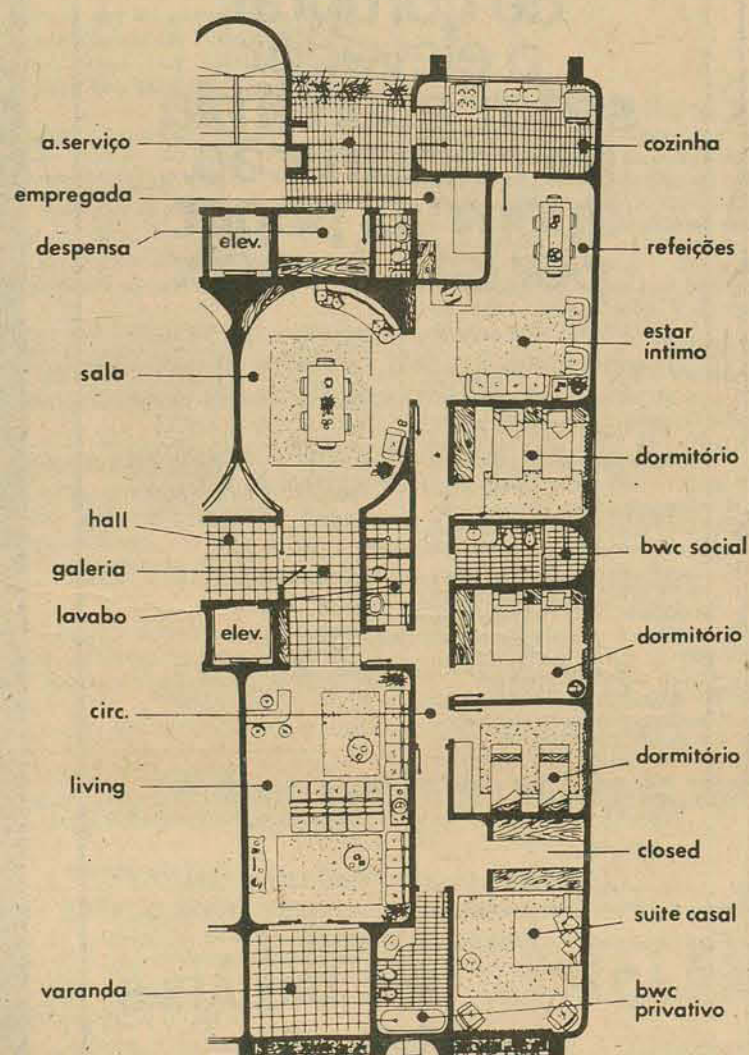 a.serviço
empregada
despensa
elev.
sala
hall
galeria
lavabo
elev.
circ.
living
varanda
cozinha
refeições
estar
íntimo
dormitório
bwc social
dormitório
dormitório
closed
suite casal
bwc
privativo